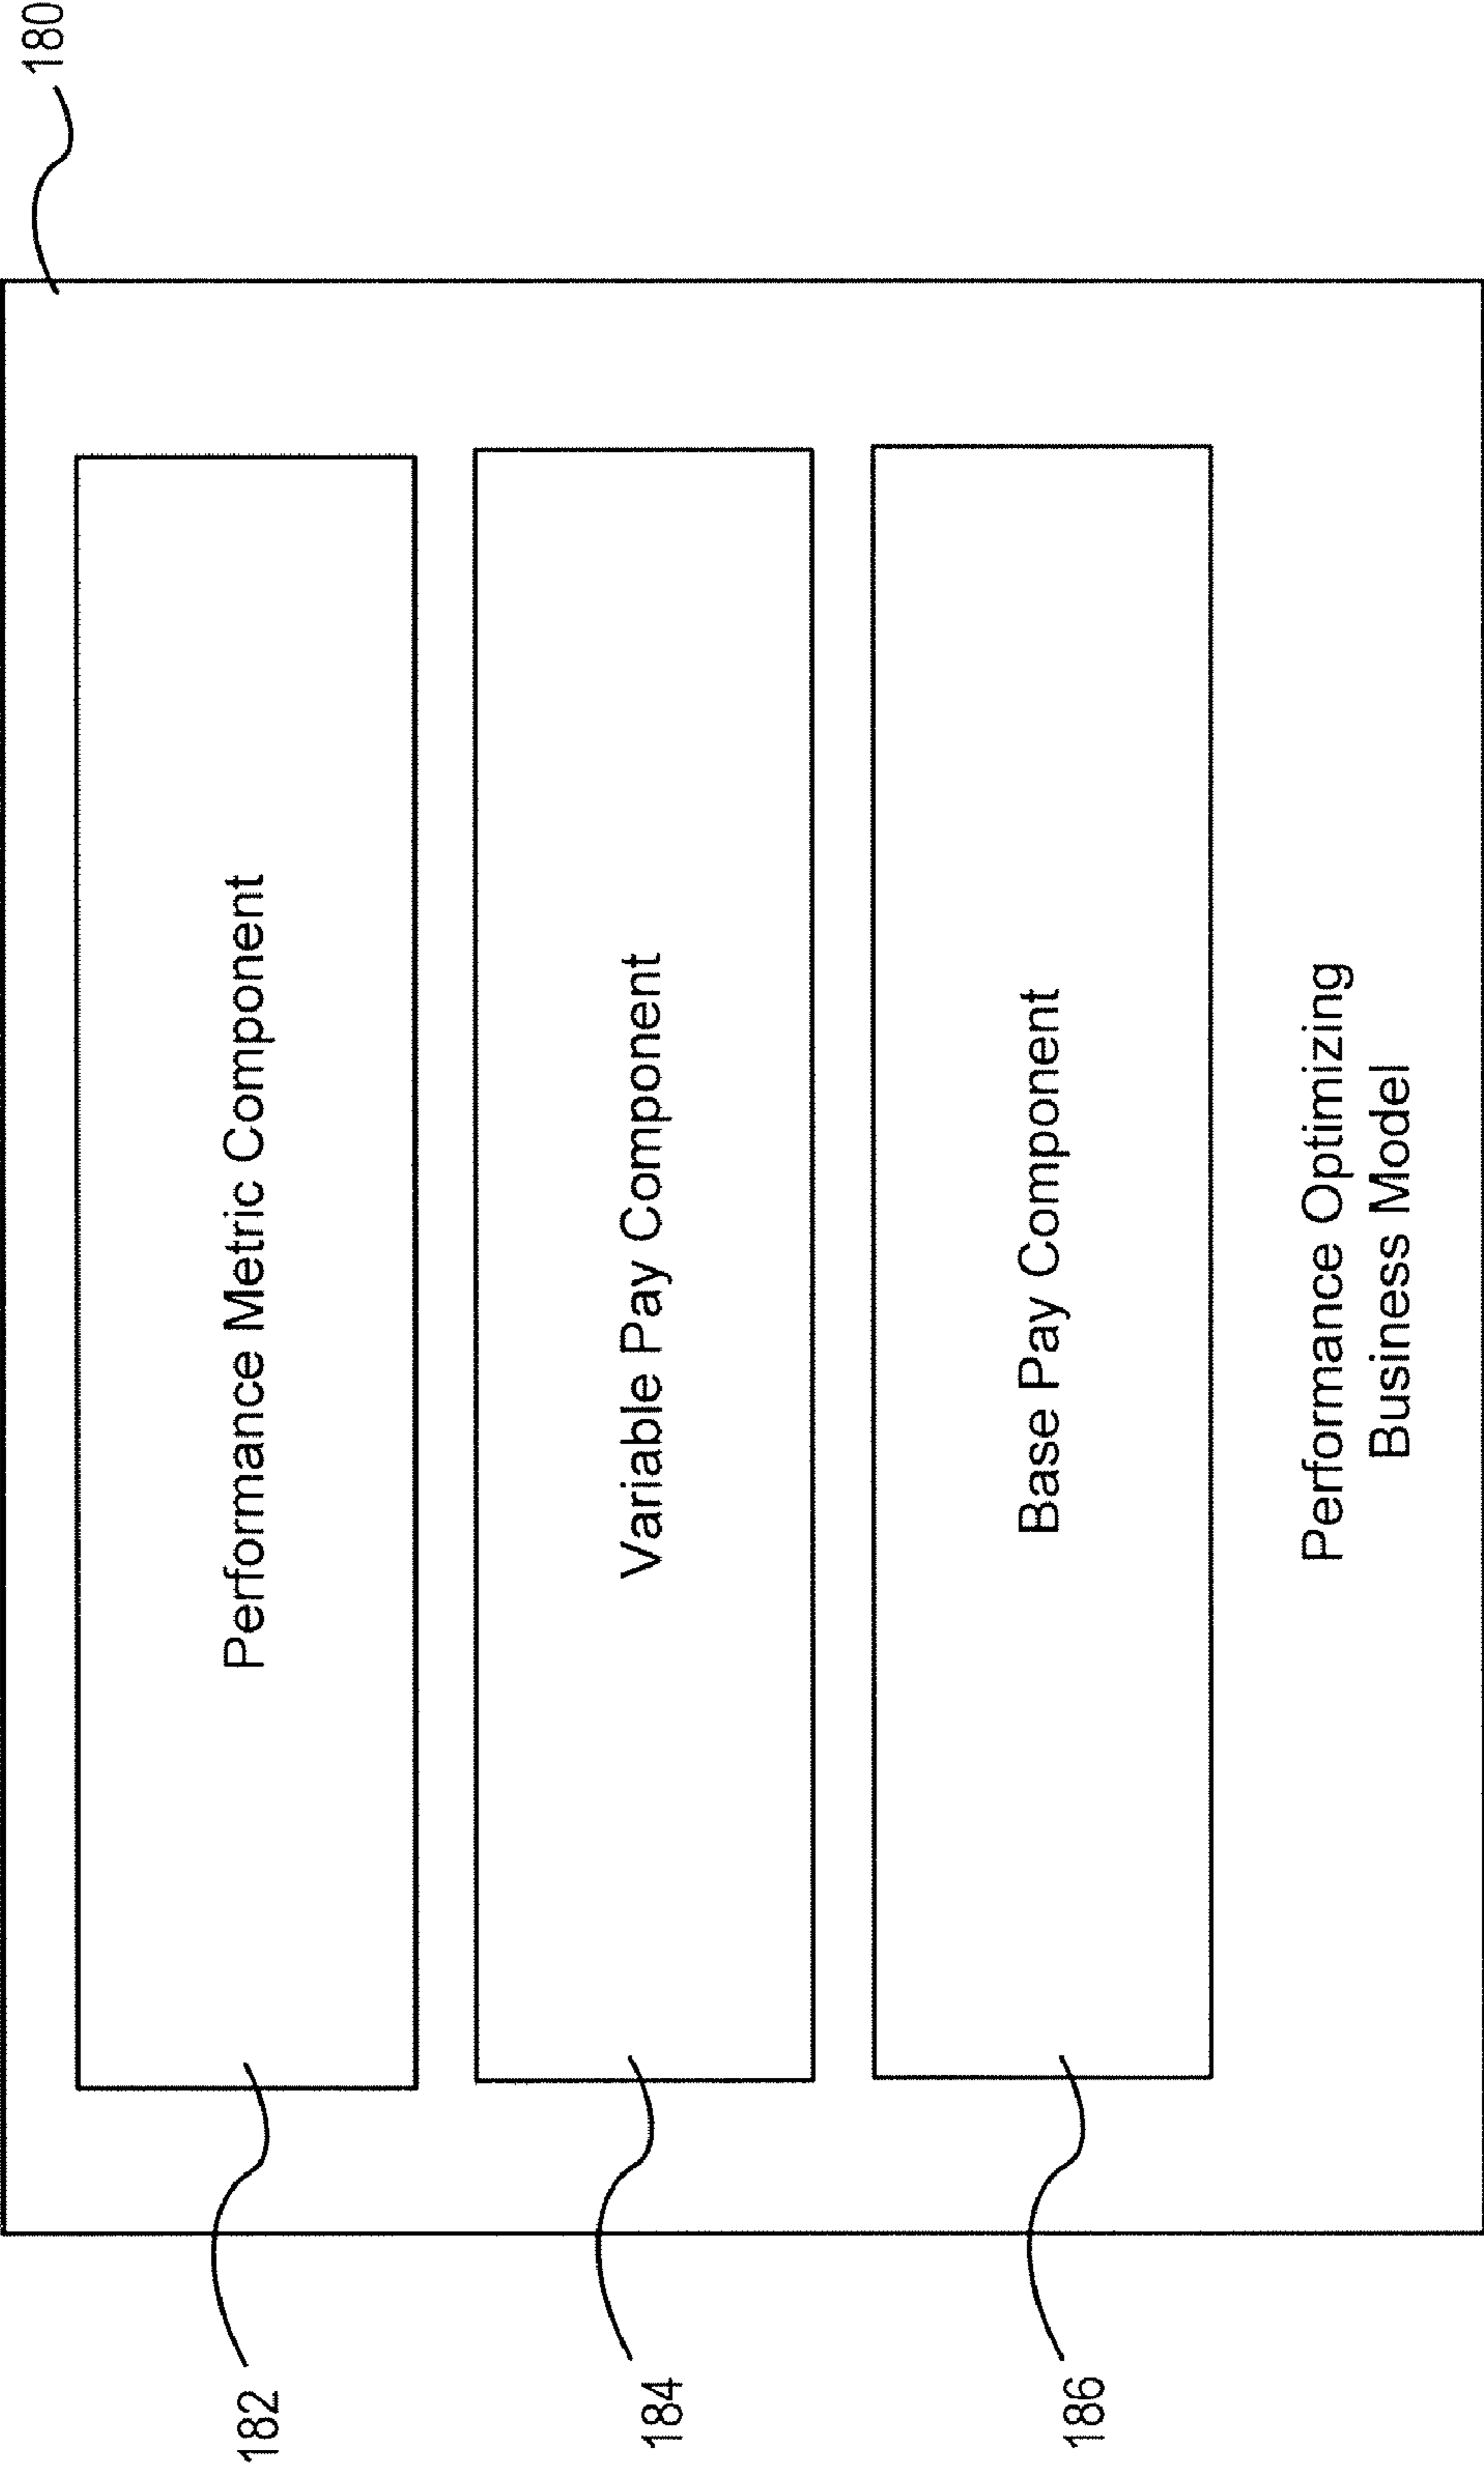 180
182
Performance Metric Component
184
Variable Pay Component
186
Base Pay Component
Performance Optimizing
Business Model